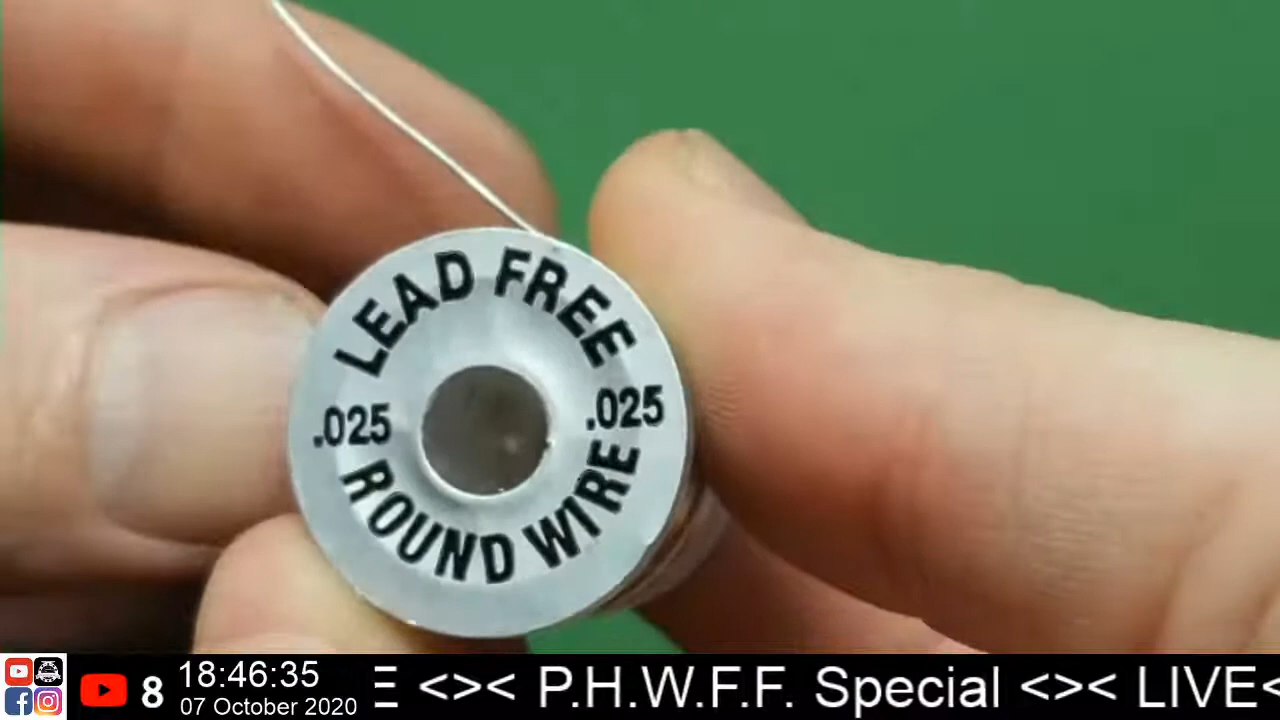 LEAD FREE
.025 .025
ROUND WIRE
8
18:46:35
07 October 2020
<>< P.H.W.F.F. Special <>< LIVE<